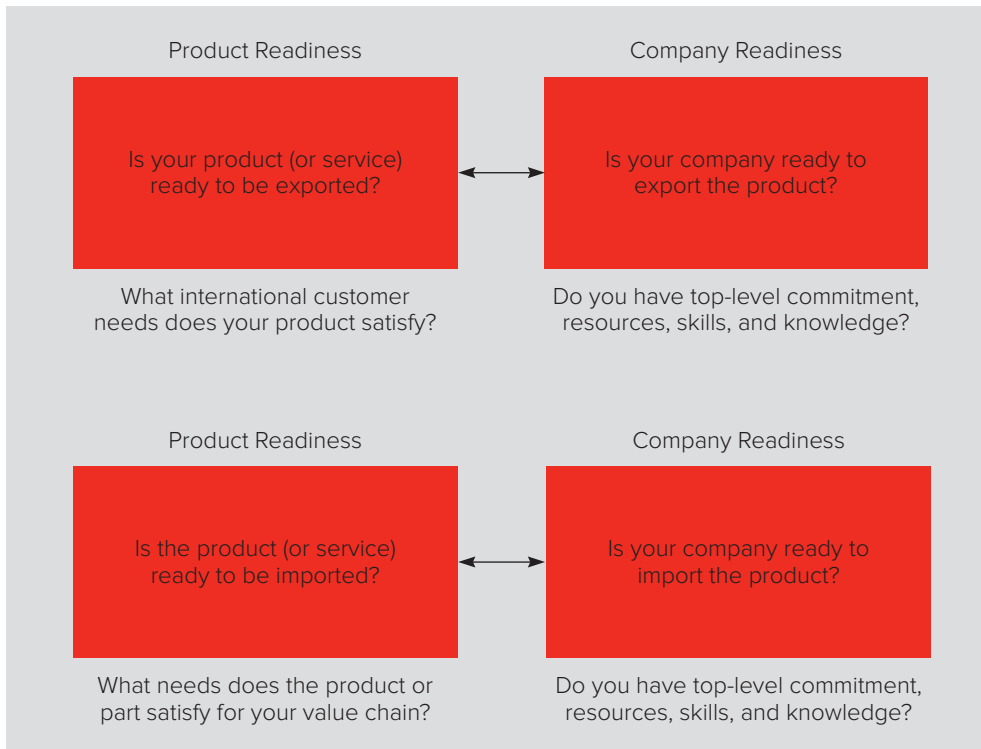 Product Readiness
Company Readiness
Is your product (or service)
ready to be exported?
Is your company ready to
export the product?
What international customer
needs does your product satisfy?
Do you have top-level commitment,
resources, skills, and knowledge?
Product Readiness
Company Readiness
Is the product (or service)
ready to be imported?
Is your company ready to
import the product?
What needs does the product or
part satisfy for your value chain?
Do you have top-level commitment,
resources, skills, and knowledge?